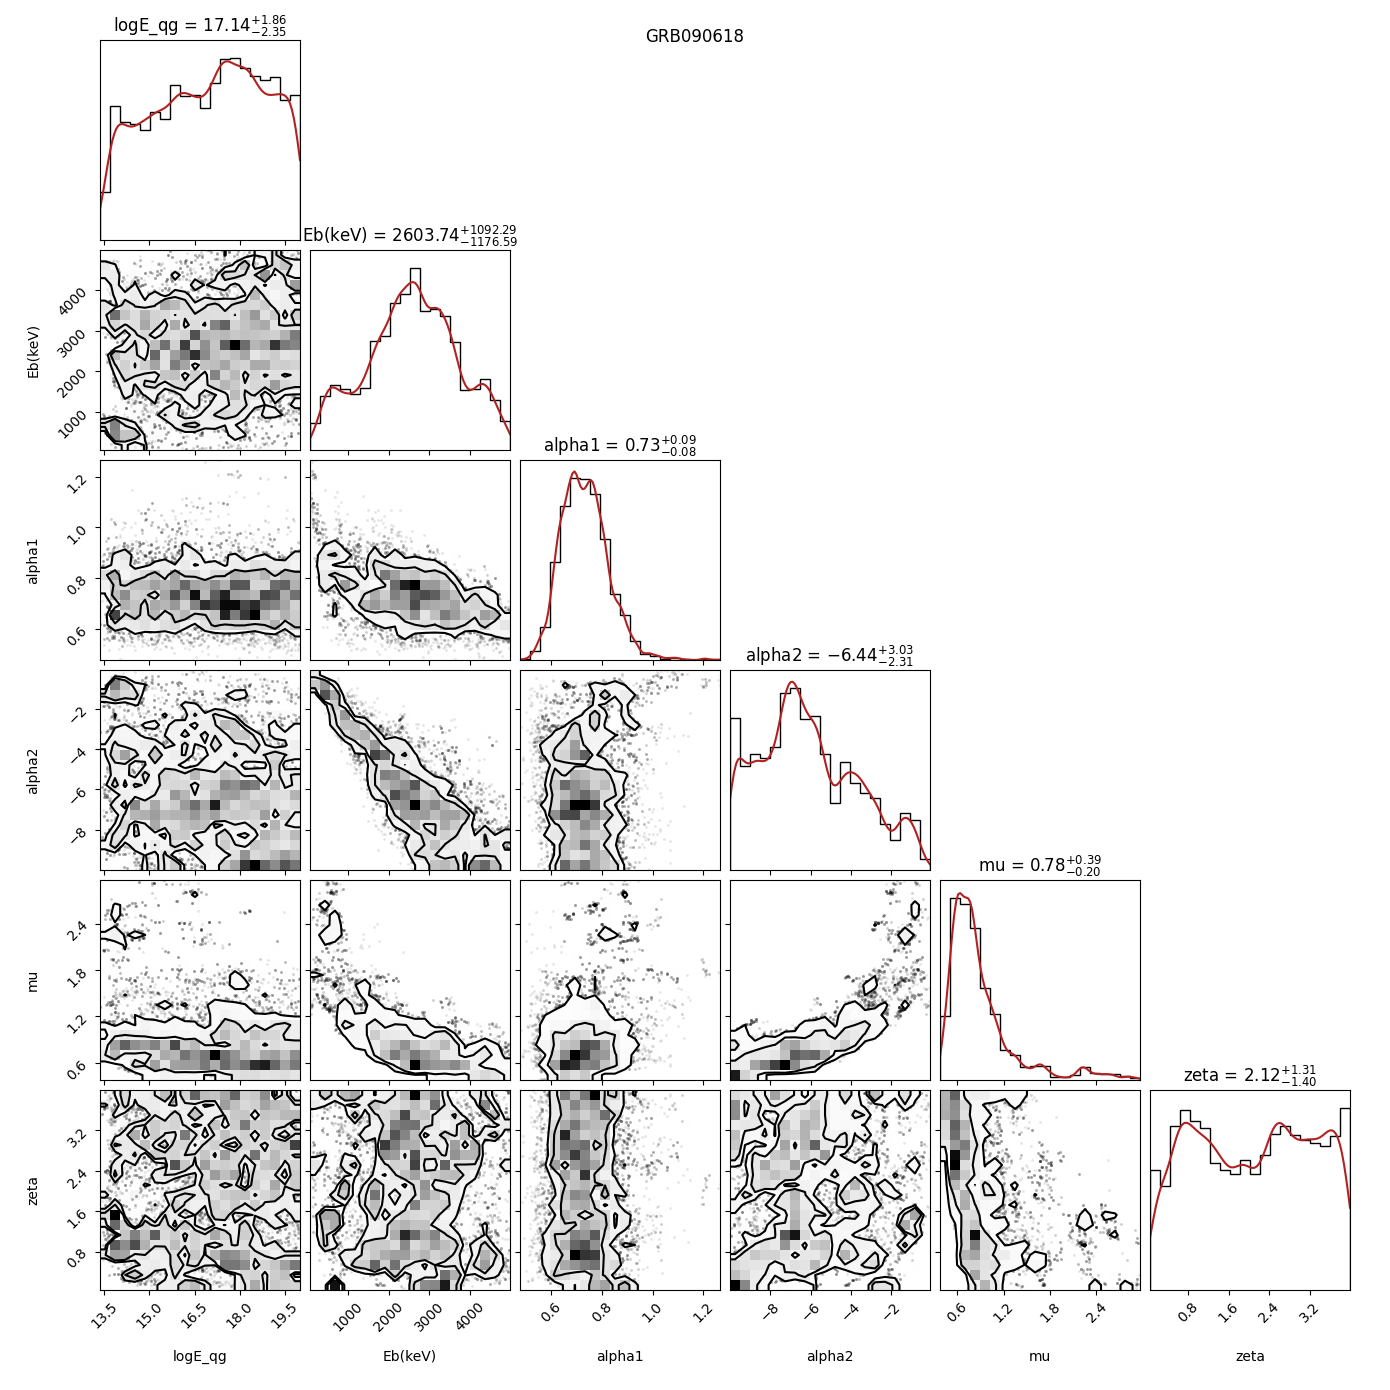 GRB090618
logE_qg = 17.14+1.86 −2.35
Eb(keV) = 2603.74+1092.29 −1176.59
4000
3000
2000
1000
Eb(keV)
alpha1 = 0.73+0.09 −0.08
1.2
1.0
0.8
0.6
alpha1
alpha2 = −6.44+3.03 −2.31
−2
−4
−6
−8
alpha2
mu = 0.78+0.39 −0.20
2.4
1.8
1.2
0.6
mu
zeta = 2.12+1.31 −1.40
3.2
2.4
1.6
0.8
zeta
13.5 15.0 16.5 18.0 19.5 1000 2000 3000 4000 0.6 0.8 1.0 1.2 −8 −6 −4 −2 0.6 1.2 1.8 2.4 0.8 1.6 2.4 3.2
logE_qg Eb(keV) alpha1 alpha2 mu zeta